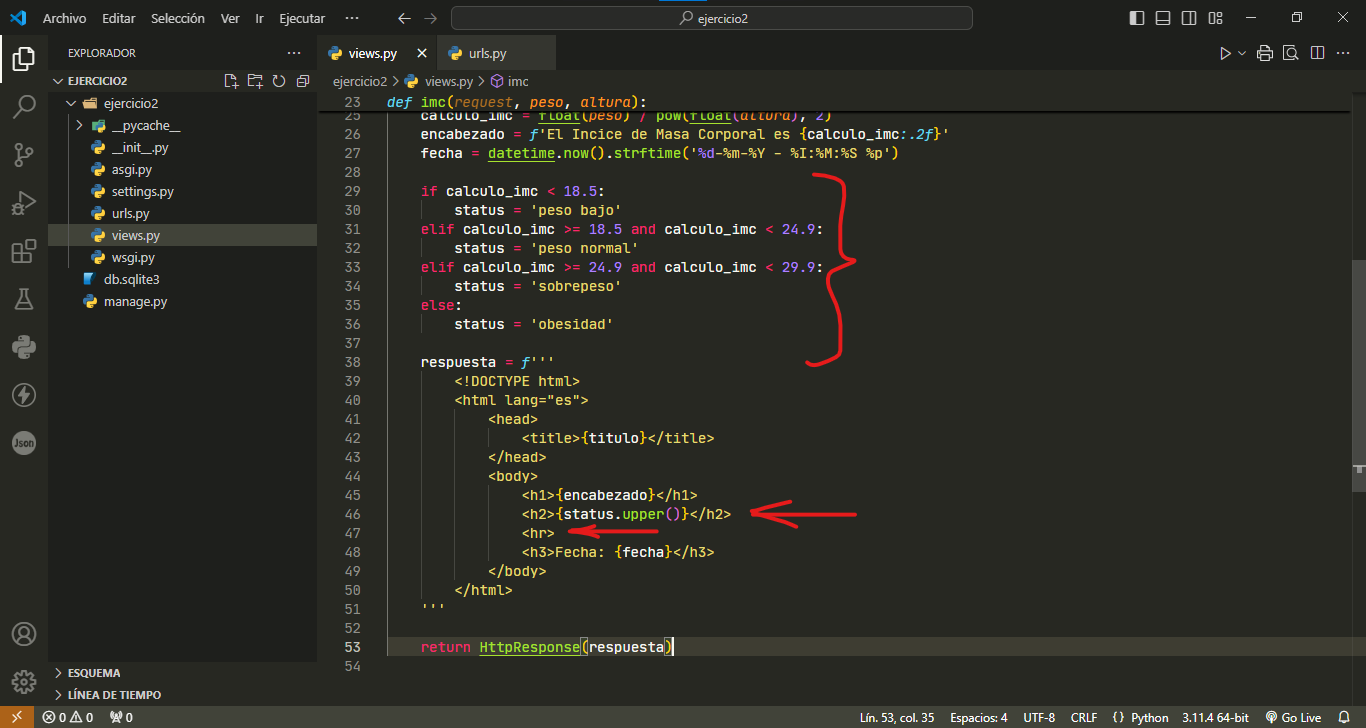 Archivo Editar Selección Ver Ir Ejecutar ··· ejercicio2
EXPLORADOR ···
EJERCICIO2
ejercicio2
__pycache__
__init__.py
asgi.py
settings.py
urls.py
views.py
wsgi.py
db.sqlite3
manage.py
Json
ESQUEMA
LÍNEA DE TIEMPO
views.py urls.py
ejercicio2 > views.py > imc
23 def imc(request, peso, altura):
25 calculo_imc = float(peso) / pow(float(altura), 2)
26 encabezado = f'El Incice de Masa Corporal es {calculo_imc:.2f}'
27 fecha = datetime.now().strftime('%d-%m-%Y - %I:%M:%S %p')
28
29 if calculo_imc < 18.5:
30 status = 'peso bajo'
31 elif calculo_imc >= 18.5 and calculo_imc < 24.9:
32 status = 'peso normal'
33 elif calculo_imc >= 24.9 and calculo_imc < 29.9:
34 status = 'sobrepeso'
35 else:
36 status = 'obesidad'
37
38 respuesta = f'''
39 <!DOCTYPE html>
40 <html lang="es">
41 <head>
42 <title>{titulo}</title>
43 </head>
44 <body>
45 <h1>{encabezado}</h1>
46 <h2>{status.upper()}</h2>
47 <hr>
48 <h3>Fecha: {fecha}</h3>
49 </body>
50 </html>
51 '''
52
53 return HttpResponse(respuesta)
54
0 0 0 Lín. 53, col. 35 Espacios: 4 UTF-8 CRLF {} Python 3.11.4 64-bit Go Live